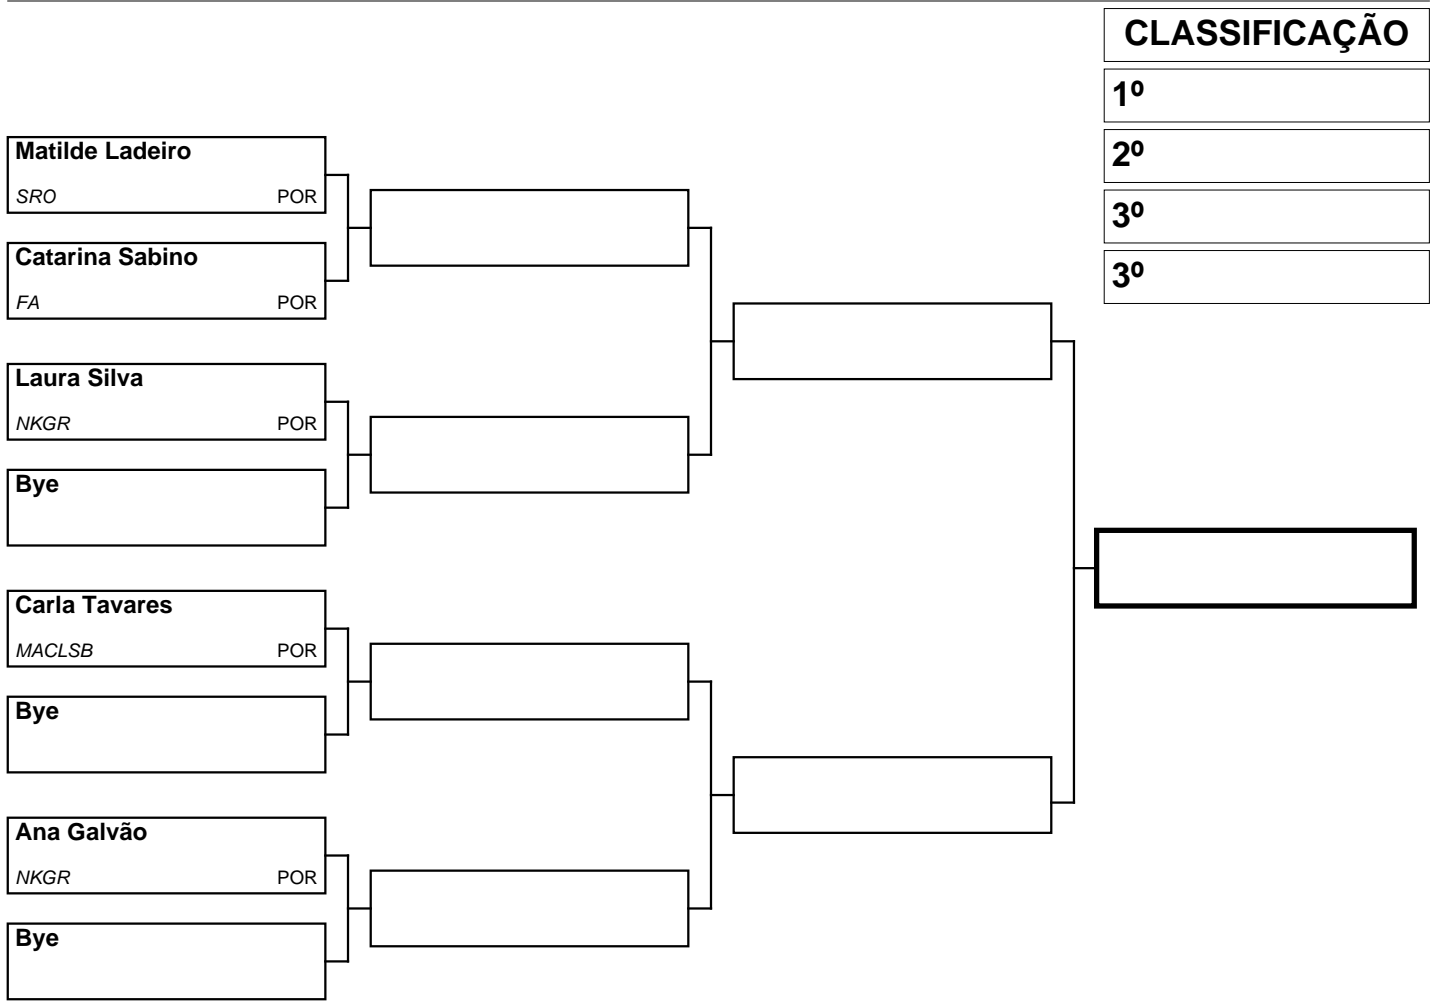 CLASSIFICAÇÃO
1º
2º
3º
3º
Matilde Ladeiro
SRO POR
Catarina Sabino
FA POR
Laura Silva
NKGR POR
Bye
Carla Tavares
MACLSB POR
Bye
Ana Galvão
NKGR POR
Bye